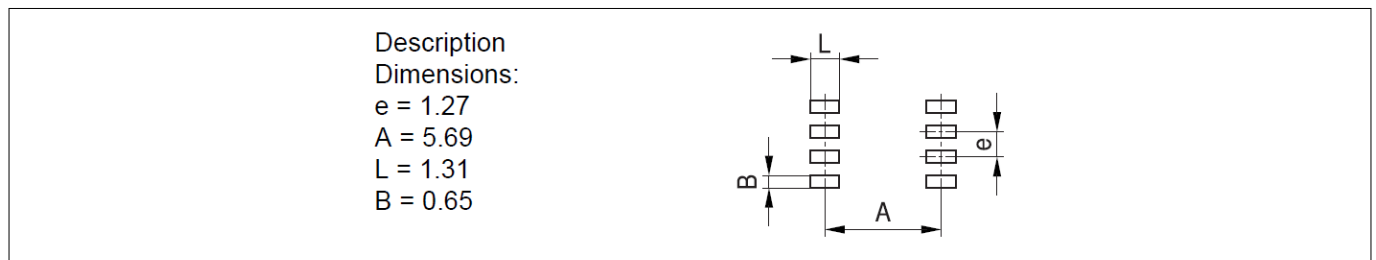 Description
Dimensions:
e = 1.27
A = 5.69
L = 1.31
B = 0.65
L
e
B
A